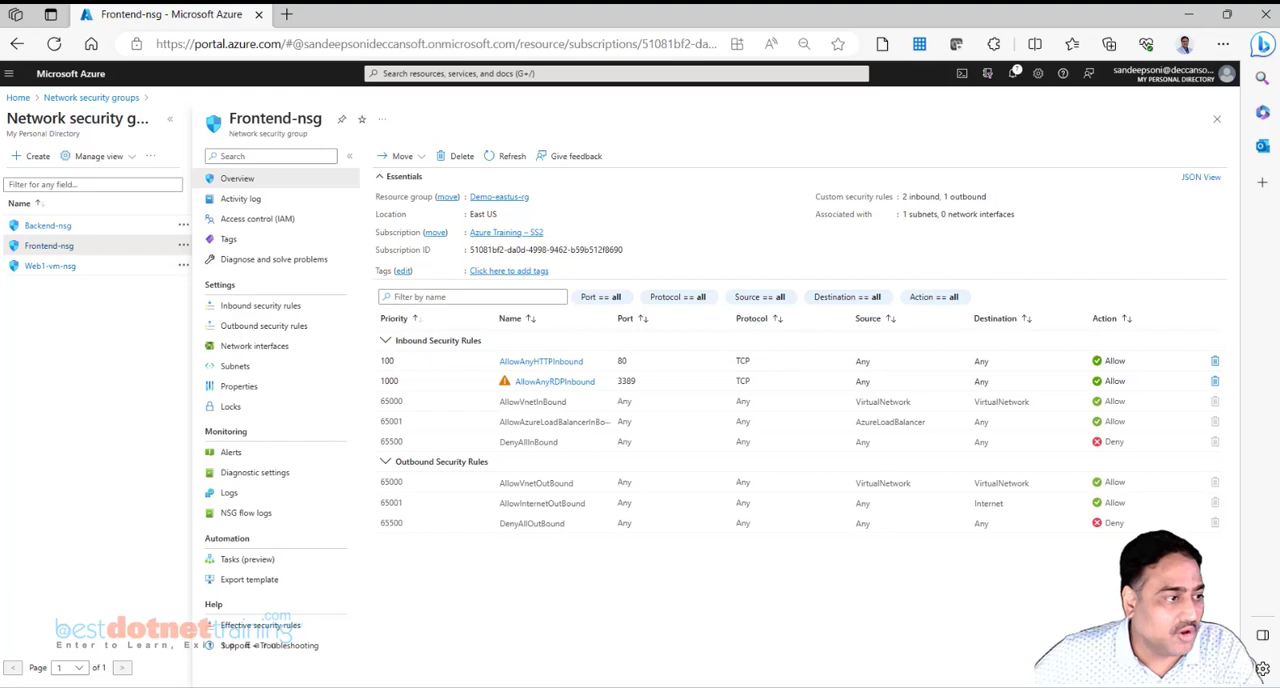 Frontend-nsg - Microsoft Azure
https://portal.azure.com/#@sandeepsonideccansoft.onmicrosoft.com/resource/subscriptions/51081bf2-da...
Microsoft Azure
Search resources, services, and docs (G+/)
7
sandeepsoni@deccanso...
MY PERSONAL DIRECTORY
Home > Network security groups >
Network security g...
My Personal Directory
Create
Manage view
Filter for any field...
Name
Backend-nsg
Frontend-nsg
Web1-vm-nsg
Page 1 of 1
Frontend-nsg
Network security group
Search
Overview
Activity log
Access control (IAM)
Tags
Diagnose and solve problems
Settings
Inbound security rules
Outbound security rules
Network interfaces
Subnets
Properties
Locks
Monitoring
Alerts
Diagnostic settings
Logs
NSG flow logs
Automation
Tasks (preview)
Export template
Help
Effective security rules
Support + Troubleshooting
Move
Delete
Refresh
Give feedback
Essentials
JSON View
Resource group (move) : Demo-eastus-rg
Location : East US
Subscription (move) : Azure Training – SS2
Subscription ID : 51081bf2-da0d-4998-9462-b59b512f8690
Tags (edit) : Click here to add tags
Custom security rules : 2 inbound, 1 outbound
Associated with : 1 subnets, 0 network interfaces
Filter by name
Port == all
Protocol == all
Source == all
Destination == all
Action == all
Priority Name Port Protocol Source Destination Action
Inbound Security Rules
100 AllowAnyHTTPInbound 80 TCP Any Any Allow
1000 AllowAnyRDPInbound 3389 TCP Any Any Allow
65000 AllowVnetInBound Any Any VirtualNetwork VirtualNetwork Allow
65001 AllowAzureLoadBalancerInBo... Any Any AzureLoadBalancer Any Allow
65500 DenyAllInBound Any Any Any Any Deny
Outbound Security Rules
65000 AllowVnetOutBound Any Any VirtualNetwork VirtualNetwork Allow
65001 AllowInternetOutBound Any Any Any Internet Allow
65500 DenyAllOutBound Any Any Any Any Deny
@bestdotnettraining.com
Enter to Learn,